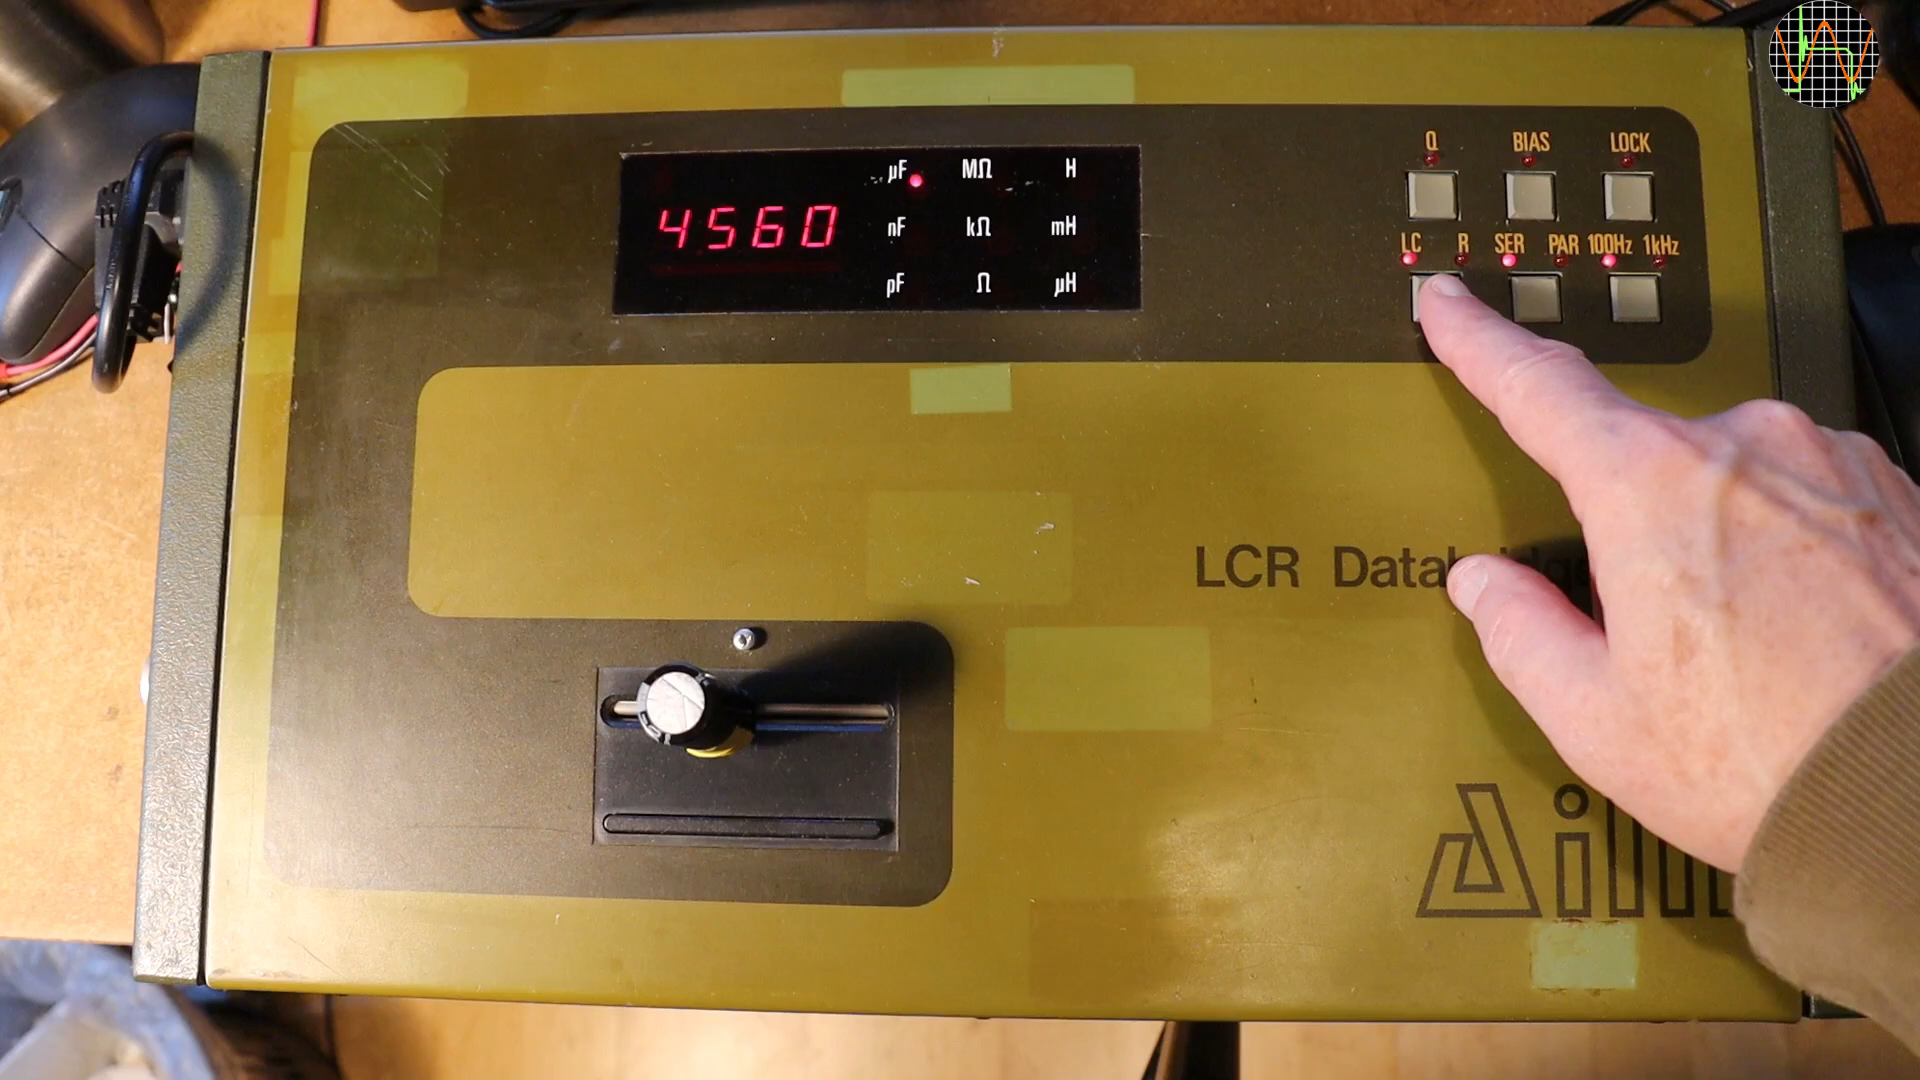 Q BIAS LOCK
µF MΩ H
4560
nF kΩ mH
LC R SER PAR 100Hz 1kHz
pF Ω µH
LCR